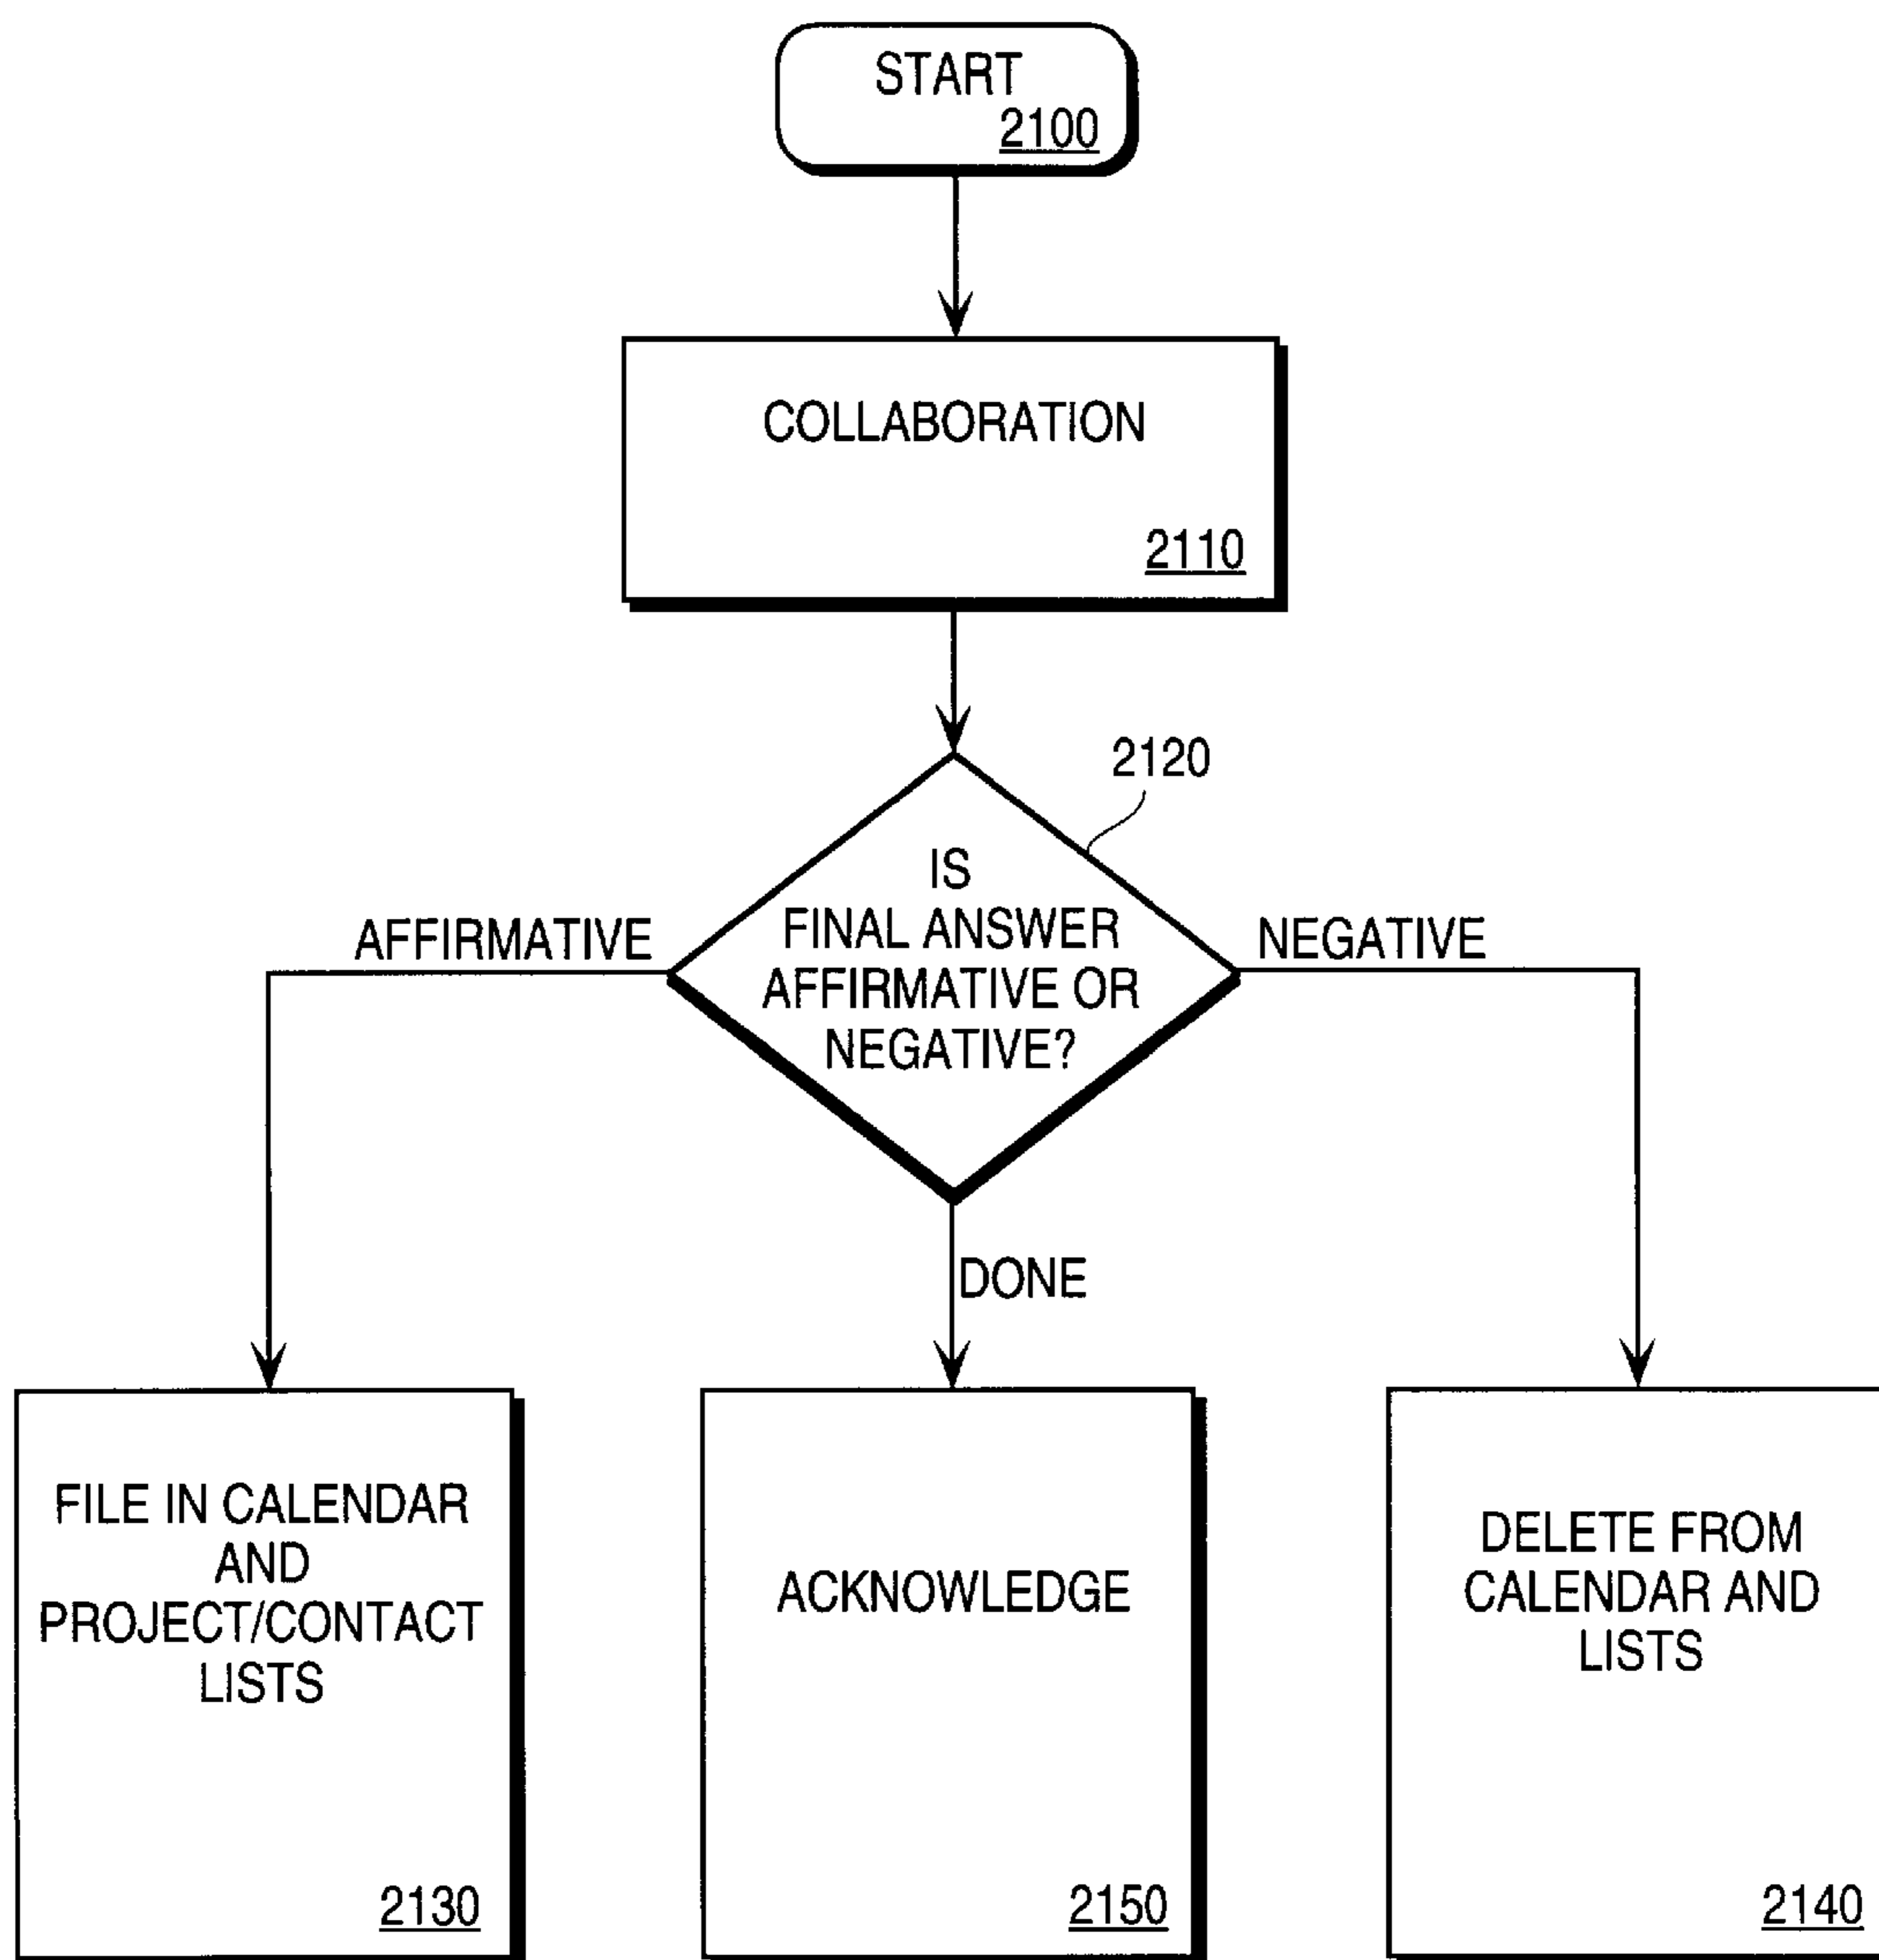 START
2100
COLLABORATION
2110
2120
IS
FINAL ANSWER
AFFIRMATIVE OR
NEGATIVE?
AFFIRMATIVE
NEGATIVE
DONE
FILE IN CALENDAR
AND
PROJECT/CONTACT
LISTS
2130
ACKNOWLEDGE
2150
DELETE FROM
CALENDAR AND
LISTS
2140